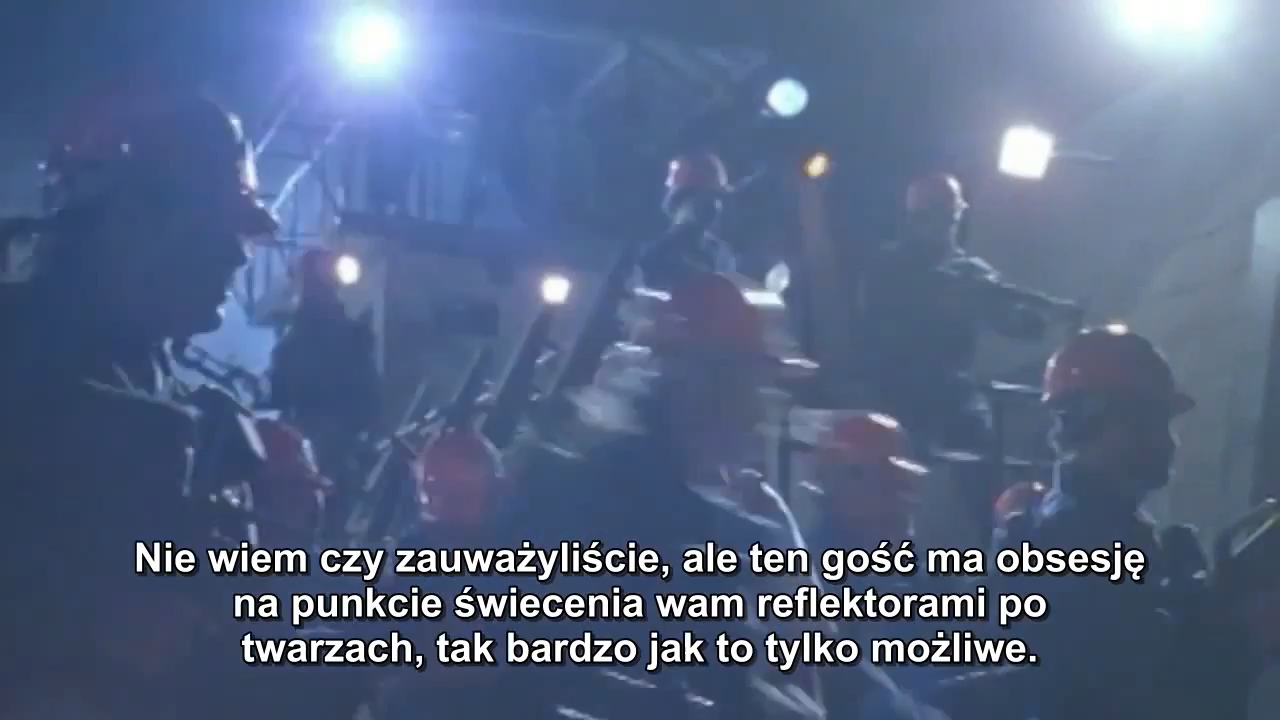 Nie wiem czy zauważyliście, ale ten gość ma obsesję
na punkcie świecenia wam reflektorami po
twarzach, tak bardzo jak to tylko możliwe.